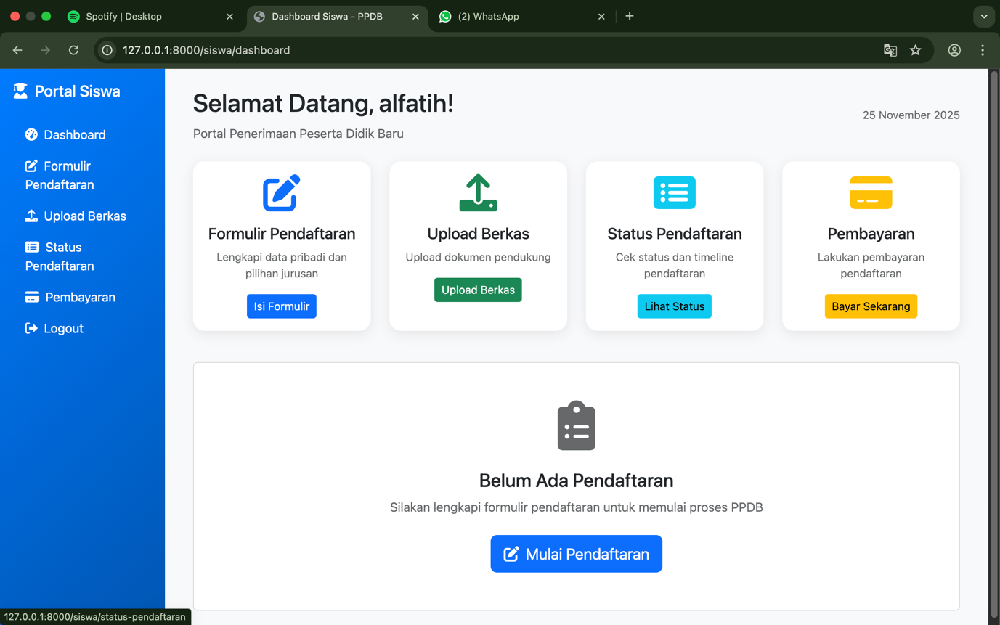 Spotify | Desktop
Dashboard Siswa - PPDB
(2) WhatsApp
127.0.0.1:8000/siswa/dashboard
Portal Siswa
Dashboard
Formulir
Pendaftaran
Upload Berkas
Status
Pendaftaran
Pembayaran
Logout
Selamat Datang, alfatih!
25 November 2025
Portal Penerimaan Peserta Didik Baru
Formulir Pendaftaran
Lengkapi data pribadi dan
pilihan jurusan
Isi Formulir
Upload Berkas
Upload dokumen pendukung
Upload Berkas
Status Pendaftaran
Cek status dan timeline
pendaftaran
Lihat Status
Pembayaran
Lakukan pembayaran
pendaftaran
Bayar Sekarang
Belum Ada Pendaftaran
Silakan lengkapi formulir pendaftaran untuk memulai proses PPDB
Mulai Pendaftaran
127.0.0.1:8000/siswa/status-pendaftaran